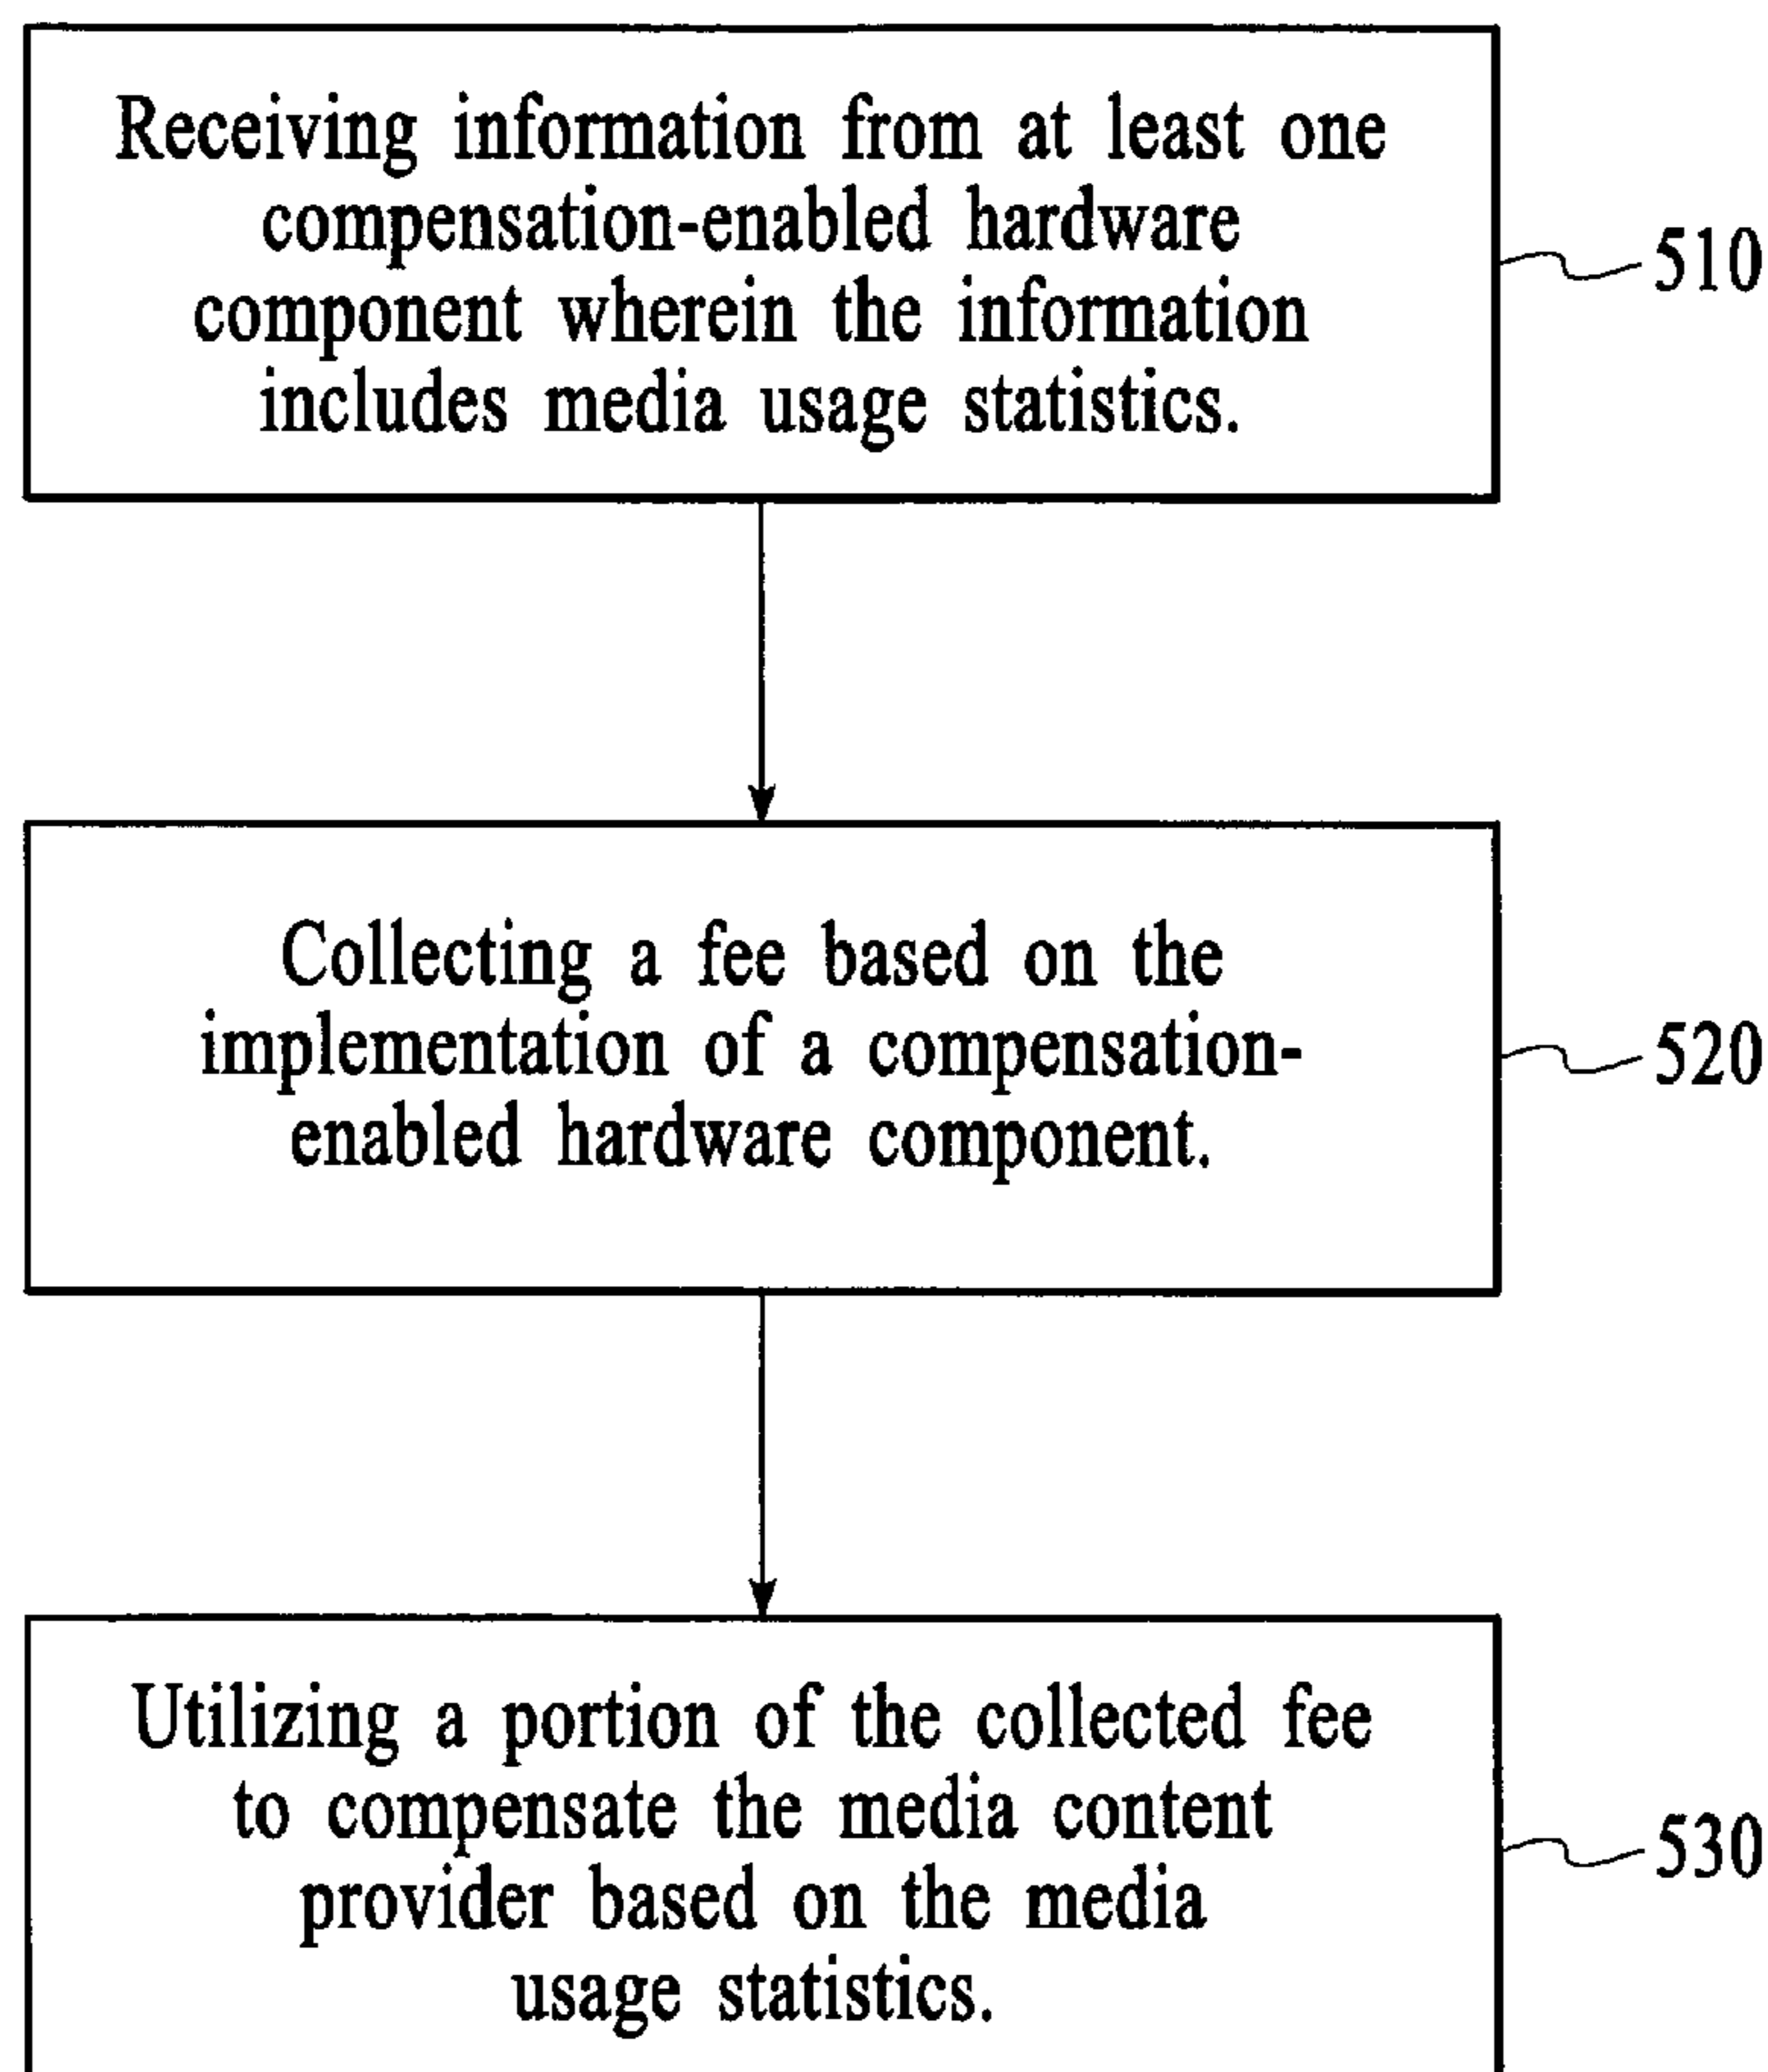 Receiving information from at least one
compensation-enabled hardware
component wherein the information
includes media usage statistics.
510
Collecting a fee based on the
implementation of a compensation-
enabled hardware component.
520
Utilizing a portion of the collected fee
to compensate the media content
provider based on the media
usage statistics.
530